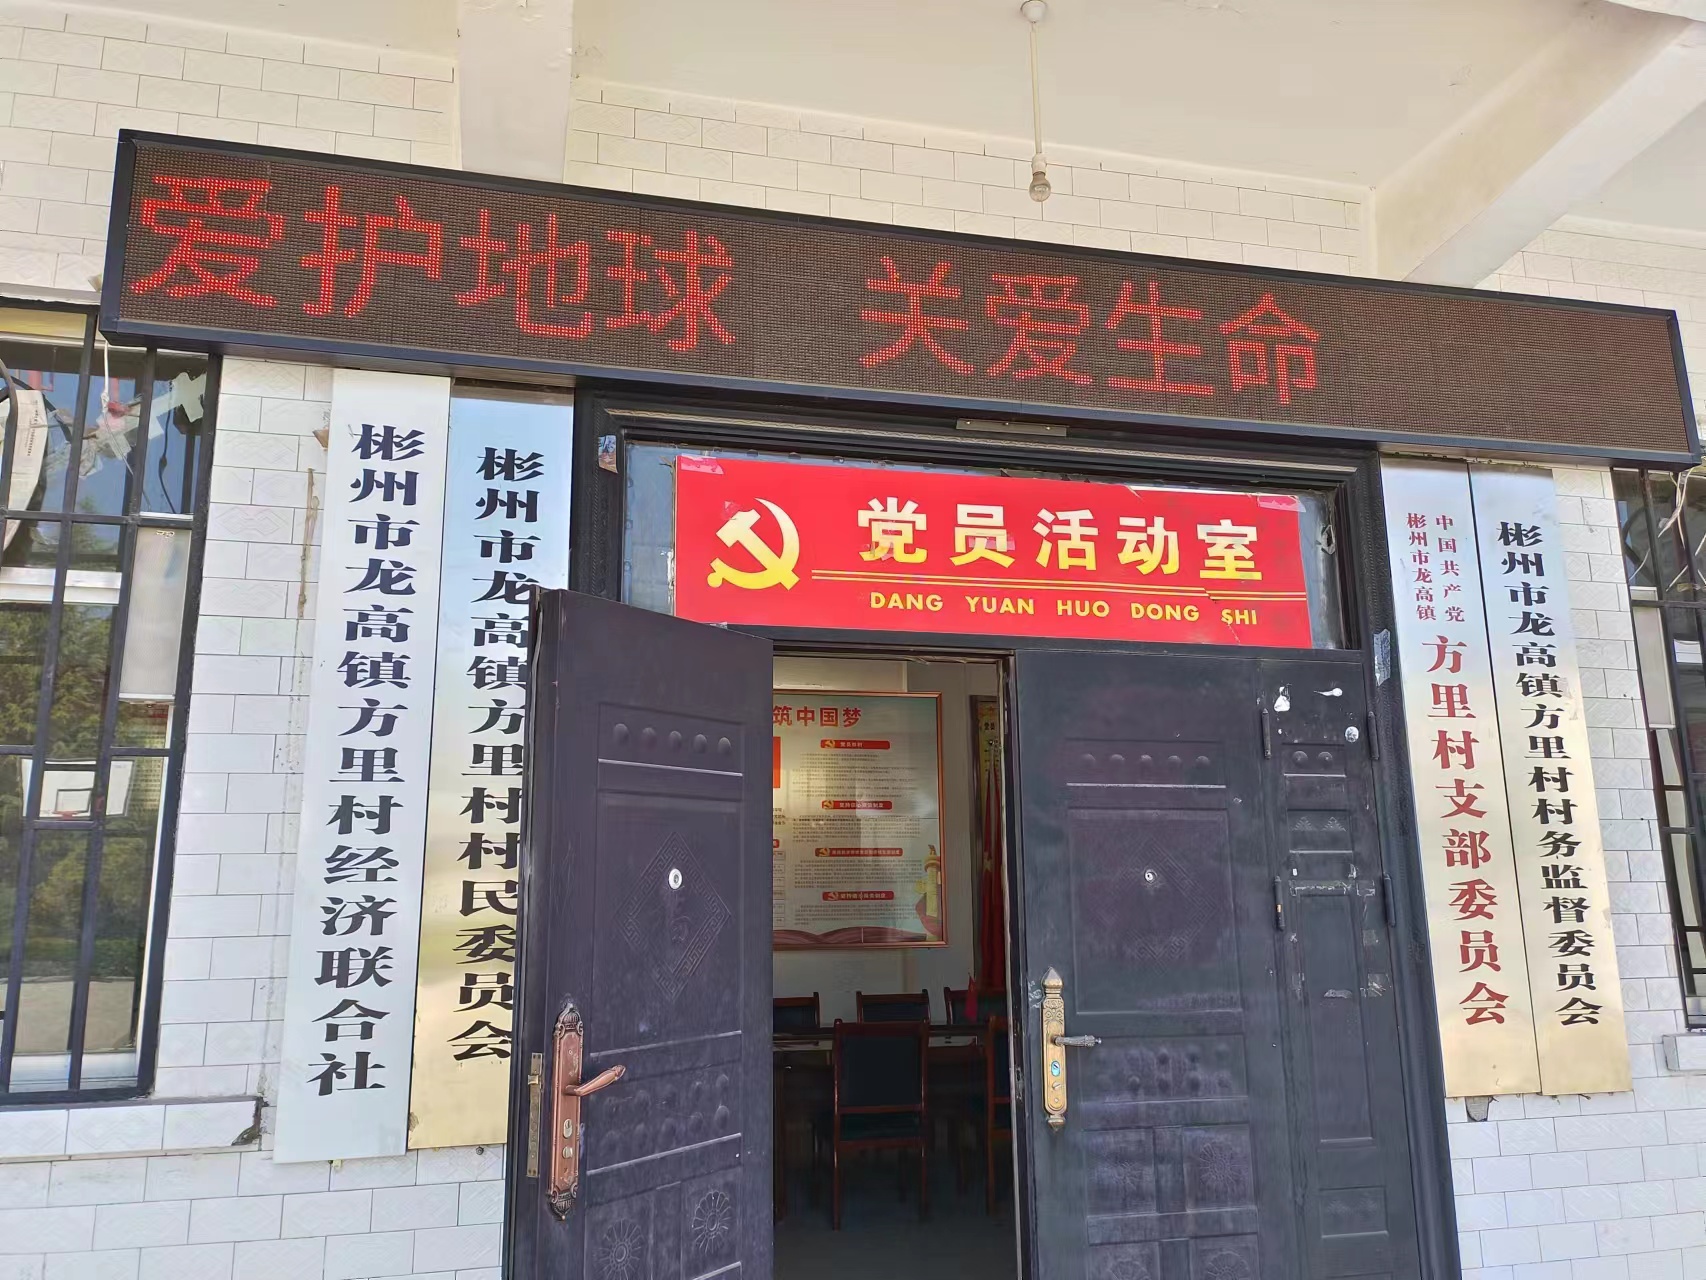 爱护地球 关爱生命
党员活动室
DANG YUAN HUO DONG SHI
彬州市龙高镇方里村经济联合社
彬州市龙高镇方里村村民委员会
中国共产党
彬州市龙高镇
方里村支部委员会
彬州市龙高镇方里村村务监督委员会
筑中国梦
党员权利